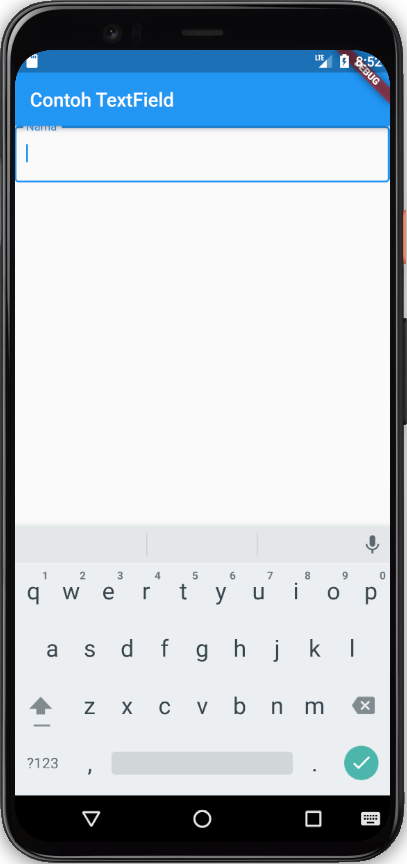 LTE 8:52
DEBUG
Contoh TextField
Nama
1 2 3 4 5 6 7 8 9 0
q w e r t y u i o p
a s d f g h j k l
z x c v b n m
?123 , .